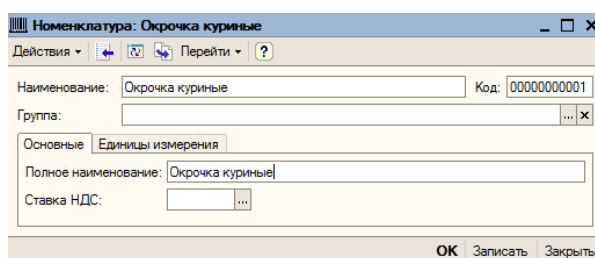 Номенклатура: Окрочка куриные
Действия Перейти ?
Наименование: Окрочка куриные Код: 00000000001
Группа: ... x
Основные Единицы измерения
Полное наименование: Окрочка куриные
Ставка НДС: ...
OK Записать Закрыть